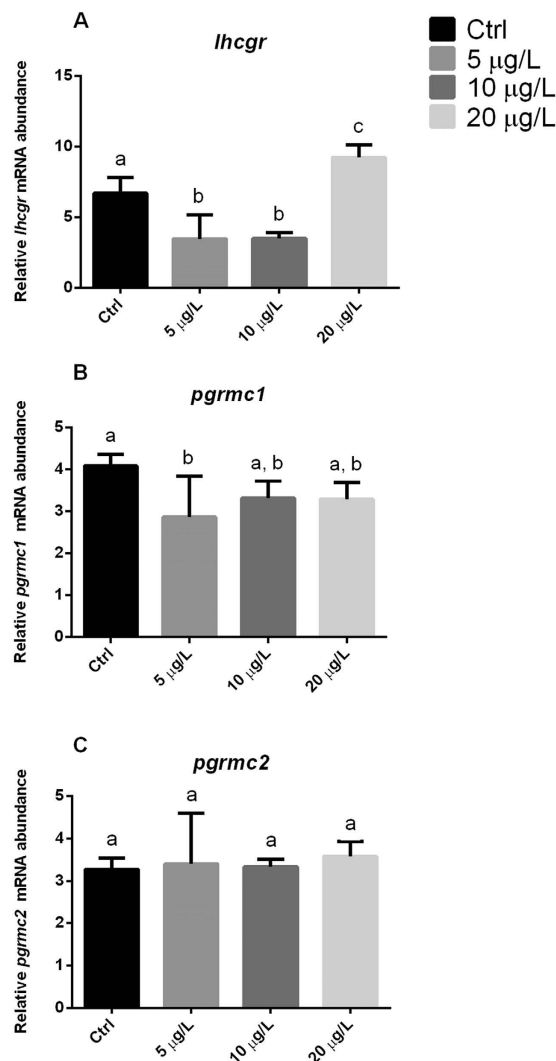 A
lhcgr
Ctrl
5 µg/L
10 µg/L
20 µg/L
Relative lhcgr mRNA abundance
15
10
5
0
a
b
b
c
Ctrl
5 µg/L
10 µg/L
20 µg/L
B
pgrmc1
Relative pgrmc1 mRNA abundance
5
4
3
2
1
0
a
b
a, b
a, b
Ctrl
5 µg/L
10 µg/L
20 µg/L
C
pgrmc2
Relative pgrmc2 mRNA abundance
5
4
3
2
1
0
a
a
a
a
Ctrl
5 µg/L
10 µg/L
20 µg/L